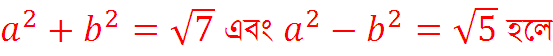 a² + b² = √7 এবং a² − b² = √5 হলে